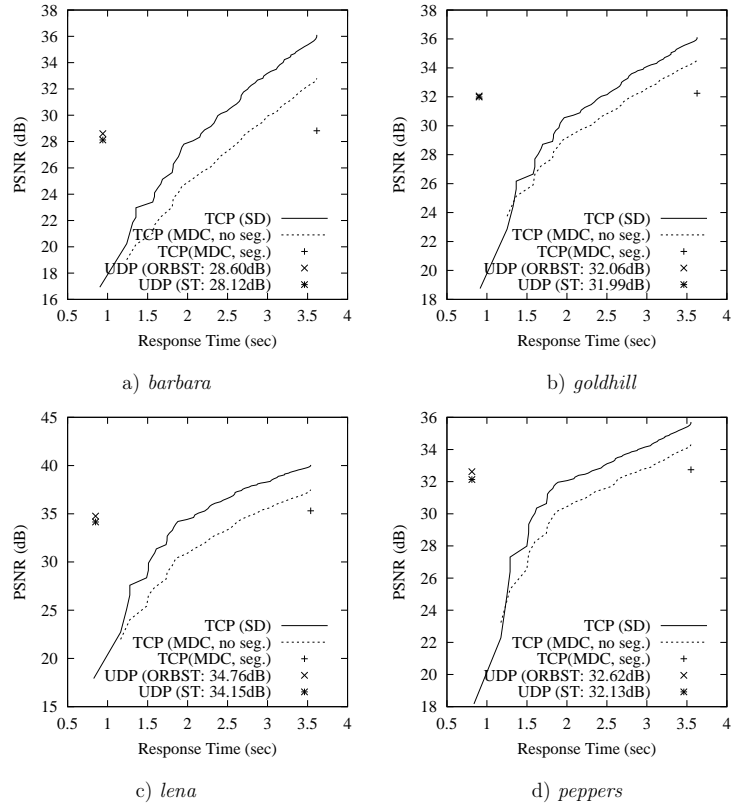 38
36
34
32
30
28
26
24
22
20
18
16
PSNR (dB)
TCP (SD)
TCP (MDC, no seg.)
TCP(MDC, seg.)
UDP (ORBST: 28.60dB)
UDP (ST: 28.12dB)
0.5 1 1.5 2 2.5 3 3.5 4
Response Time (sec)
a) barbara
38
36
34
32
30
28
26
24
22
20
18
PSNR (dB)
TCP (SD)
TCP (MDC, no seg.)
TCP(MDC, seg.)
UDP (ORBST: 32.06dB)
UDP (ST: 31.99dB)
0.5 1 1.5 2 2.5 3 3.5 4
Response Time (sec)
b) goldhill
45
40
35
30
25
20
15
PSNR (dB)
TCP (SD)
TCP (MDC, no seg.)
TCP(MDC, seg.)
UDP (ORBST: 34.76dB)
UDP (ST: 34.15dB)
0.5 1 1.5 2 2.5 3 3.5 4
Response Time (sec)
c) lena
36
34
32
30
28
26
24
22
20
18
PSNR (dB)
TCP (SD)
TCP (MDC, no seg.)
TCP(MDC, seg.)
UDP (ORBST: 32.62dB)
UDP (ST: 32.13dB)
0.5 1 1.5 2 2.5 3 3.5 4
Response Time (sec)
d) peppers